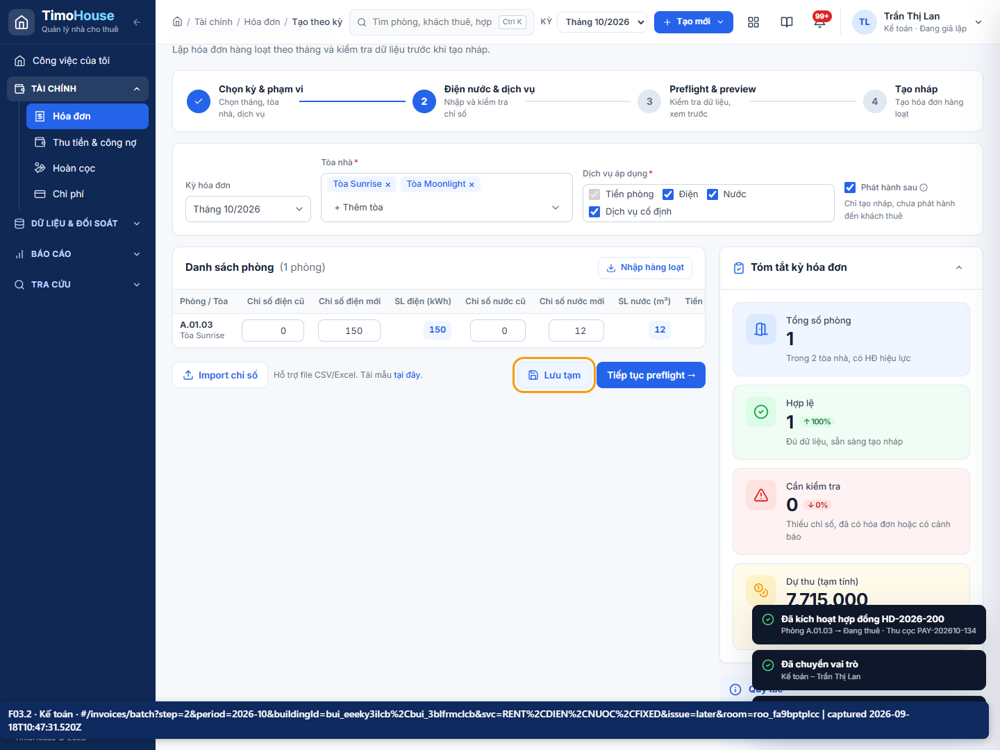 TimoHouse
Quản lý nhà cho thuê
Công việc của tôi
TÀI CHÍNH
Hóa đơn
Thu tiền & công nợ
Hoàn cọc
Chi phí
DỮ LIỆU & ĐỐI SOÁT
BÁO CÁO
TRA CỨU
/ Tài chính / Hóa đơn / Tạo theo kỳ
Tìm phòng, khách thuê, hợp
Ctrl K
KỲ
Tháng 10/2026
Tạo mới
99+
TL
Trần Thị Lan
Kế toán · Đang giả lập
Lập hóa đơn hàng loạt theo tháng và kiểm tra dữ liệu trước khi tạo nháp.
Chọn kỳ & phạm vi
Chọn tháng, tòa
nhà, dịch vụ
2
Điện nước & dịch vụ
Nhập và kiểm tra
chỉ số
3
Preflight & preview
Kiểm tra dữ liệu,
xem trước
4
Tạo nháp
Tạo hóa đơn hàng
loạt
Kỳ hóa đơn
Tháng 10/2026
Tòa nhà *
Tòa Sunrise ×
Tòa Moonlight ×
+ Thêm tòa
Dịch vụ áp dụng *
Tiền phòng
Điện
Nước
Dịch vụ cố định
Phát hành sau
Chỉ tạo nháp, chưa phát hành
đến khách thuê
Danh sách phòng (1 phòng)
Nhập hàng loạt
Phòng / Tòa
Chỉ số điện cũ
Chỉ số điện mới
SL điện (kWh)
Chỉ số nước cũ
Chỉ số nước mới
SL nước (m³)
Tiền
A.01.03
Tòa Sunrise
0
150
150
0
12
12
Import chỉ số
Hỗ trợ file CSV/Excel. Tải mẫu tại đây.
Lưu tạm
Tiếp tục preflight →
Tóm tắt kỳ hóa đơn
Tổng số phòng
1
Trong 2 tòa nhà, có HĐ hiệu lực
Hợp lệ
1
↑ 100%
Đủ dữ liệu, sẵn sàng tạo nháp
Cần kiểm tra
0
↓ 0%
Thiếu chỉ số, đã có hóa đơn hoặc có cảnh
báo
Dự thu (tạm tính)
7.715.000
Đã kích hoạt hợp đồng HD-2026-200
Phòng A.01.03 → Đang thuê · Thu cọc PAY-202610-134
Đã chuyển vai trò
Kế toán – Trần Thị Lan
Quy tắc
F03.2 · Kế toán · #/invoices/batch?step=2&period=2026-10&buildingId=bui_eeeky3ilcb%2Cbui_3blfrmclcb&svc=RENT%2CDIEN%2CNUOC%2CFIXED&issue=later&room=roo_fa9bptplcc | captured 2026-09-
18T10:47:31.520Z